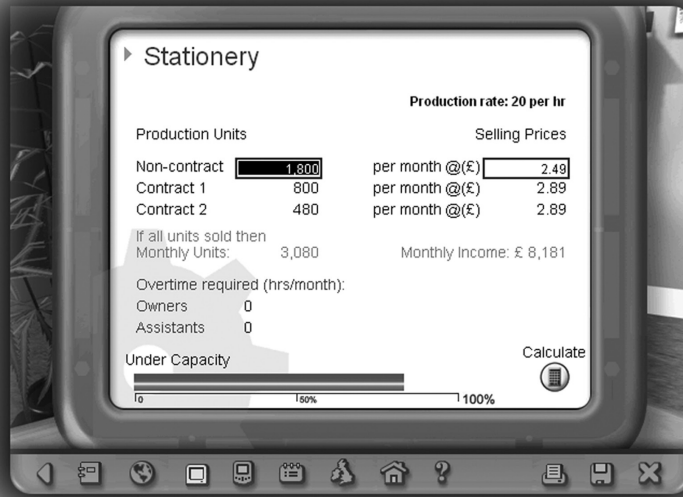 Stationery
Production rate: 20 per hr
Production Units Selling Prices
Non-contract 1,800 per month @(£) 2.49
Contract 1 800 per month @(£) 2.89
Contract 2 480 per month @(£) 2.89
If all units sold then
Monthly Units: 3,080 Monthly Income: £ 8,181
Overtime required (hrs/month):
Owners 0
Assistants 0
Under Capacity Calculate
0 50% 100%
?